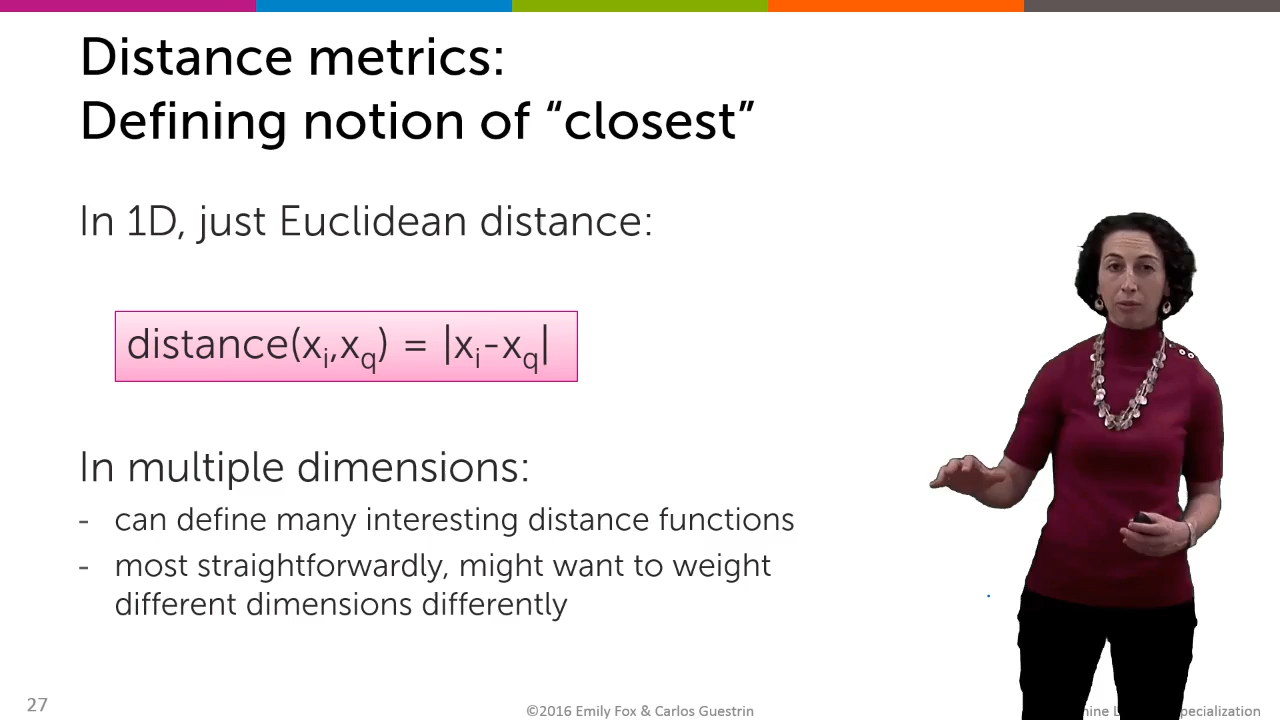 Distance metrics:
Defining notion of “closest”
In 1D, just Euclidean distance:
distance(xi,xq) = |xi-xq|
In multiple dimensions:
- can define many interesting distance functions
- most straightforwardly, might want to weight
different dimensions differently
27
©2016 Emily Fox & Carlos Guestrin